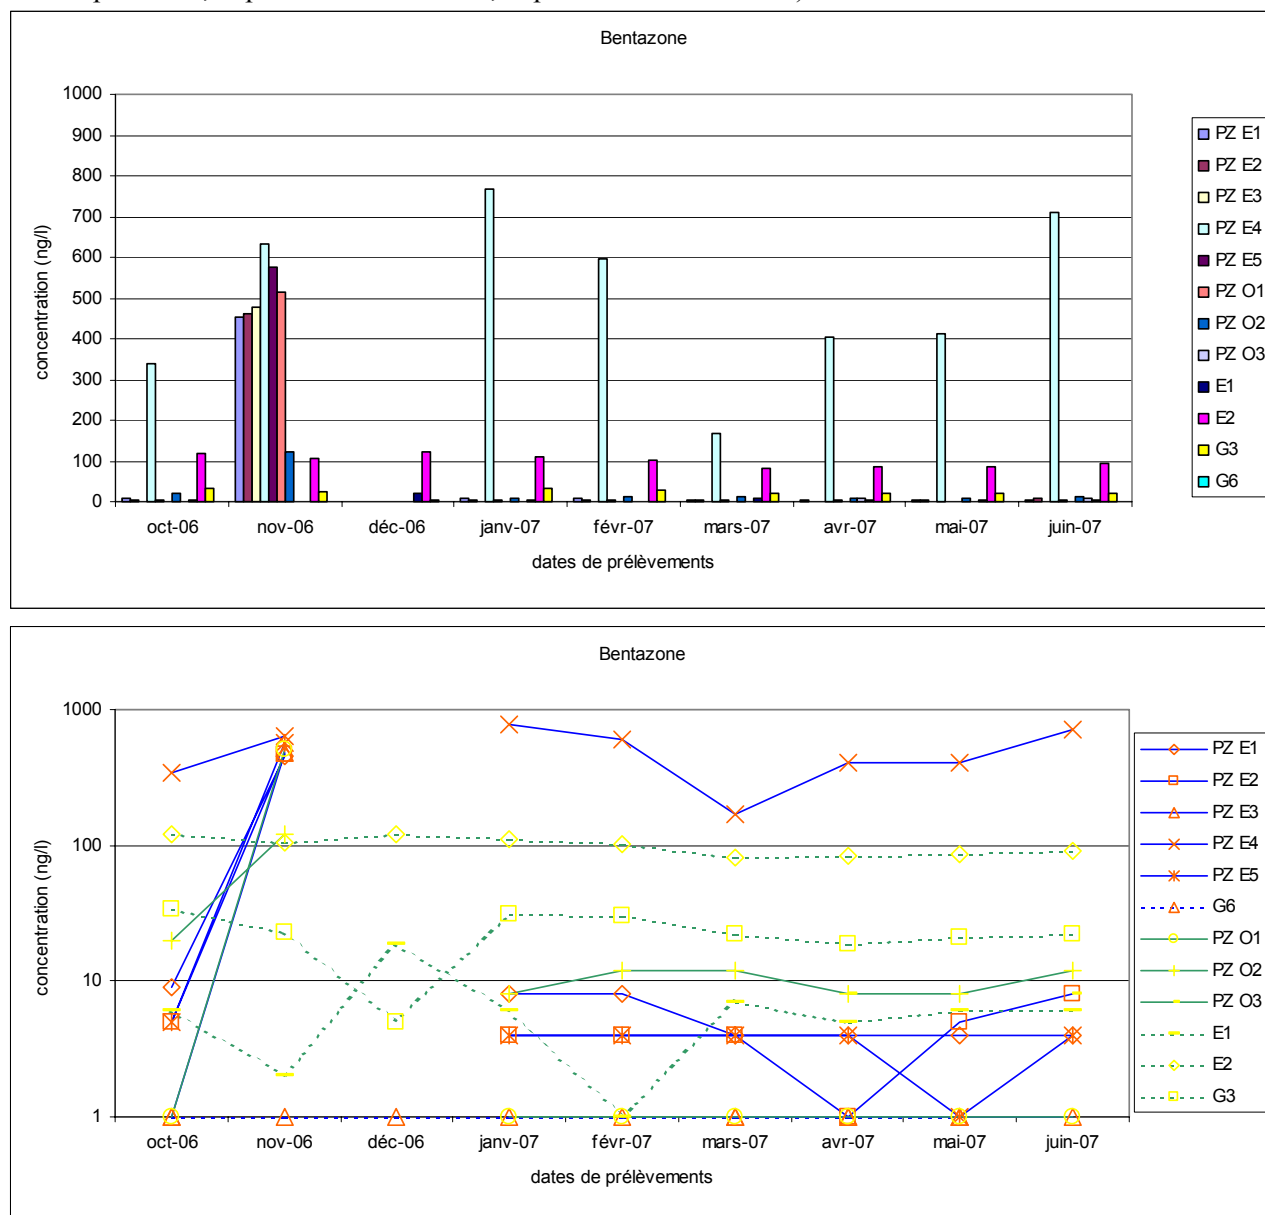 Bentazone
1000
900
800
700
600
500
400
300
200
100
0
concentration (ng/l)
oct-06 nov-06 déc-06 janv-07 févr-07 mars-07 avr-07 mai-07 juin-07
dates de prélèvements
PZ E1
PZ E2
PZ E3
PZ E4
PZ E5
PZ O1
PZ O2
PZ O3
E1
E2
G3
G6
Bentazone
1000
100
10
1
concentration (ng/l)
oct-06 nov-06 déc-06 janv-07 févr-07 mars-07 avr-07 mai-07 juin-07
dates de prélèvements
PZ E1
PZ E2
PZ E3
PZ E4
PZ E5
G6
PZ O1
PZ O2
PZ O3
E1
E2
G3